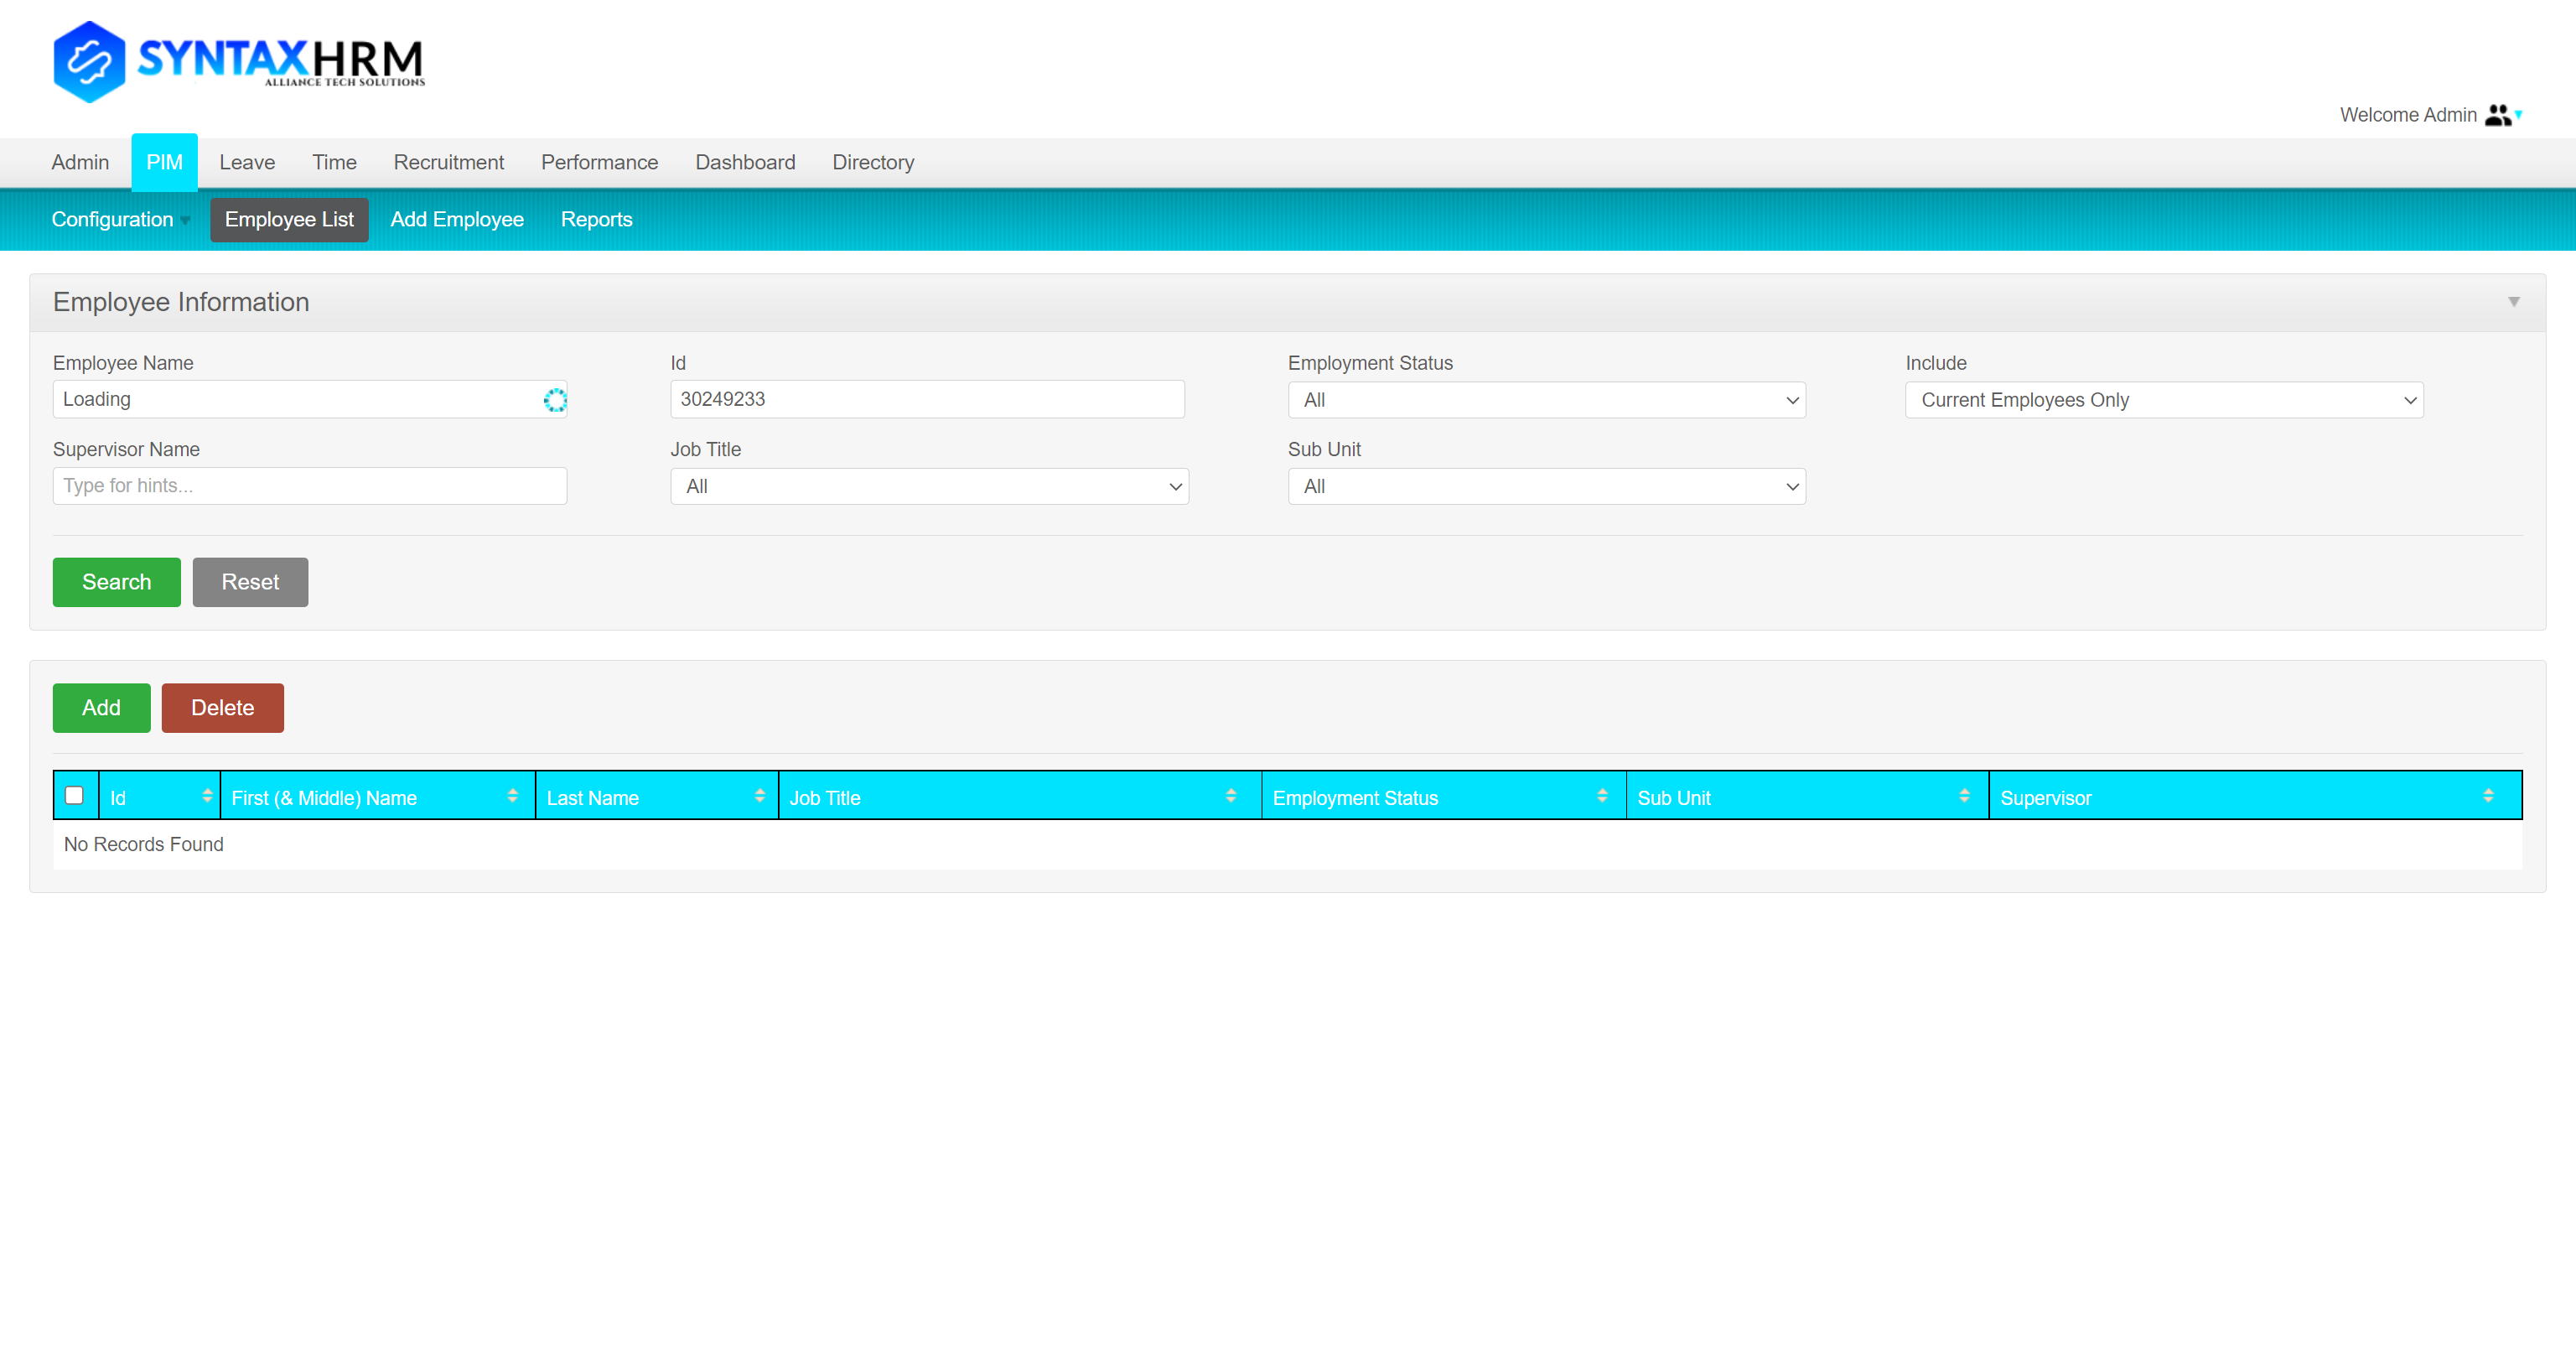 SYNTAXHRM
ALLIANCE TECH SOLUTIONS
Welcome Admin
Admin PIM Leave Time Recruitment Performance Dashboard Directory
Configuration Employee List Add Employee Reports
Employee Information
Employee Name Id Employment Status Include
Loading 30249233 All Current Employees Only
Supervisor Name Job Title Sub Unit
Type for hints... All All
Search Reset
Add Delete
Id First (& Middle) Name Last Name Job Title Employment Status Sub Unit Supervisor
No Records Found